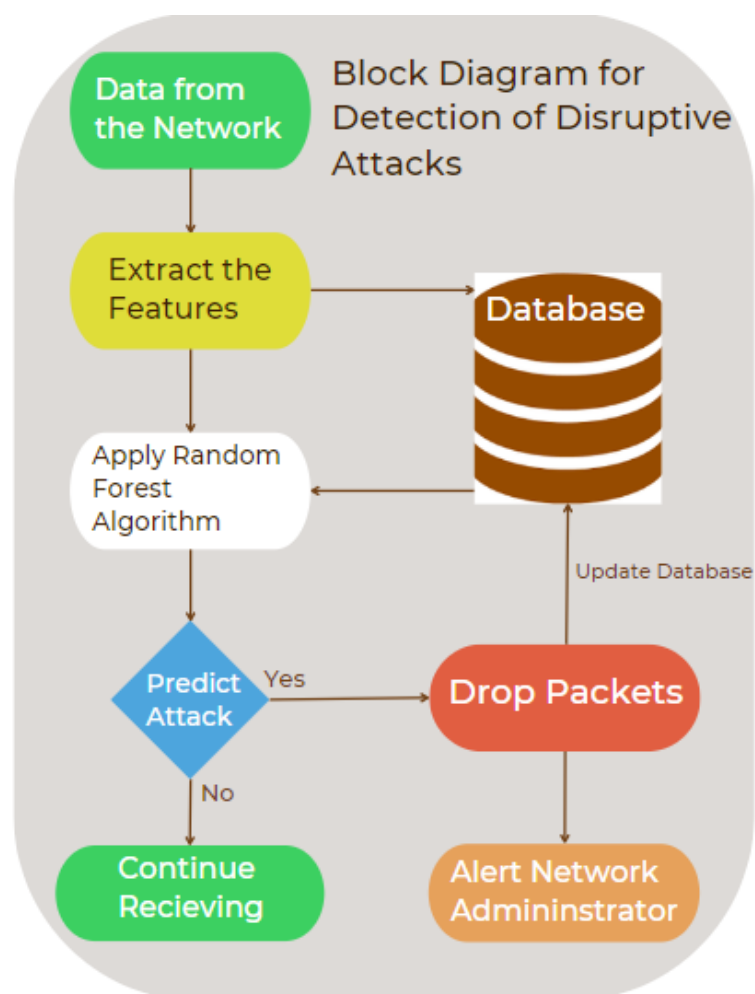 Data from
the Network
Block Diagram for
Detection of Disruptive
Attacks
Extract the
Features
Database
Apply Random
Forest
Algorithm
Update Database
Predict
Attack
Yes
Drop Packets
No
Continue
Recieving
Alert Network
Admininstrator